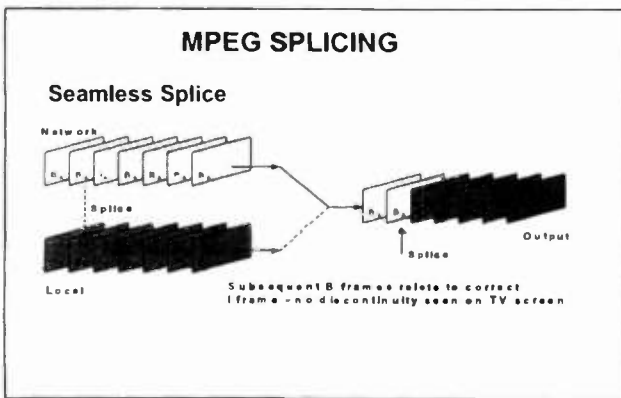 MPEG SPLICING
Seamless Splice
Network
Splice
Local
Output
Splice
Subsequent B frames relate to correct
I frame - no discontinuity seen on TV screen